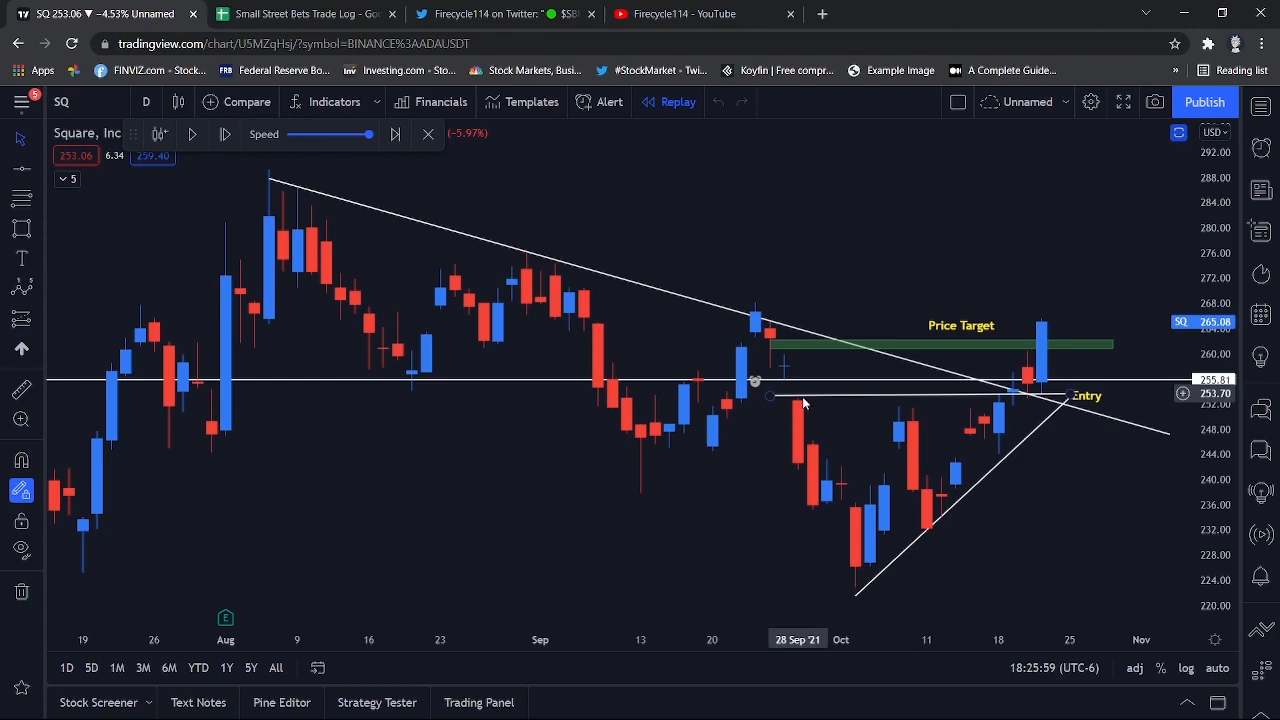 SQ 253.06 ▼ −4.53% Unnamed
Small Street Bets Trade Log - Goo
Firecycle114 on Twitter: "🟢 $SB
Firecycle114 - YouTube
tradingview.com/chart/U5MZqHsj/?symbol=BINANCE%3AADAUSDT
Apps
FINVIZ.com - Stock...
Federal Reserve Boa...
Investing.com - Sto...
Stock Markets, Busi...
#StockMarket - Twi...
Koyfin | Free compr...
Example Image
A Complete Guide...
»
Reading list
5
SQ
D
Compare
Indicators
Financials
Templates
Alert
Replay
Unnamed
Publish
Square, Inc
Speed
(−5.97%)
USD
253.06
6.34
259.40
5
292.00
288.00
284.00
280.00
276.00
272.00
268.00
SQ 265.08
260.00
255.81
253.70
252.00
248.00
244.00
240.00
236.00
232.00
228.00
224.00
220.00
Price Target
Entry
E
19
26
Aug
9
16
23
Sep
13
20
28 Sep '21
Oct
11
18
25
Nov
1D
5D
1M
3M
6M
YTD
1Y
5Y
All
18:25:59 (UTC-6)
adj
%
log
auto
Stock Screener
Text Notes
Pine Editor
Strategy Tester
Trading Panel